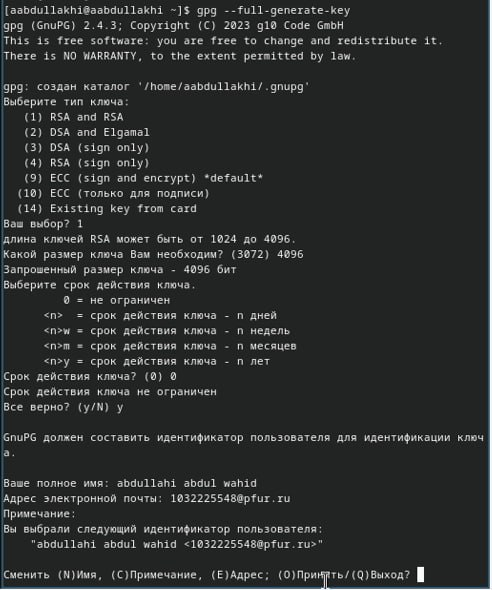 [aabdullakhi@aabdullakhi ~]$ gpg --full-generate-key
gpg (GnuPG) 2.4.3; Copyright (C) 2023 g10 Code GmbH
This is free software: you are free to change and redistribute it.
There is NO WARRANTY, to the extent permitted by law.

gpg: создан каталог '/home/aabdullakhi/.gnupg'
Выберите тип ключа:
   (1) RSA and RSA
   (2) DSA and Elgamal
   (3) DSA (sign only)
   (4) RSA (sign only)
   (9) ECC (sign and encrypt) *default*
  (10) ECC (только для подписи)
  (14) Existing key from card
Ваш выбор? 1
длина ключей RSA может быть от 1024 до 4096.
Какой размер ключа Вам необходим? (3072) 4096
Запрошенный размер ключа - 4096 бит
Выберите срок действия ключа.
         0 = не ограничен
      <n>  = срок действия ключа - n дней
      <n>w = срок действия ключа - n недель
      <n>m = срок действия ключа - n месяцев
      <n>y = срок действия ключа - n лет
Срок действия ключа? (0) 0
Срок действия ключа не ограничен
Все верно? (y/N) y

GnuPG должен составить идентификатор пользователя для идентификации ключ
а.

Ваше полное имя: abdullahi abdul wahid
Адрес электронной почты: 1032225548@pfur.ru
Примечание:
Вы выбрали следующий идентификатор пользователя:
    "abdullahi abdul wahid <1032225548@pfur.ru>"

Сменить (N)Имя, (C)Примечание, (E)Адрес; (O)Принять/(Q)Выход?